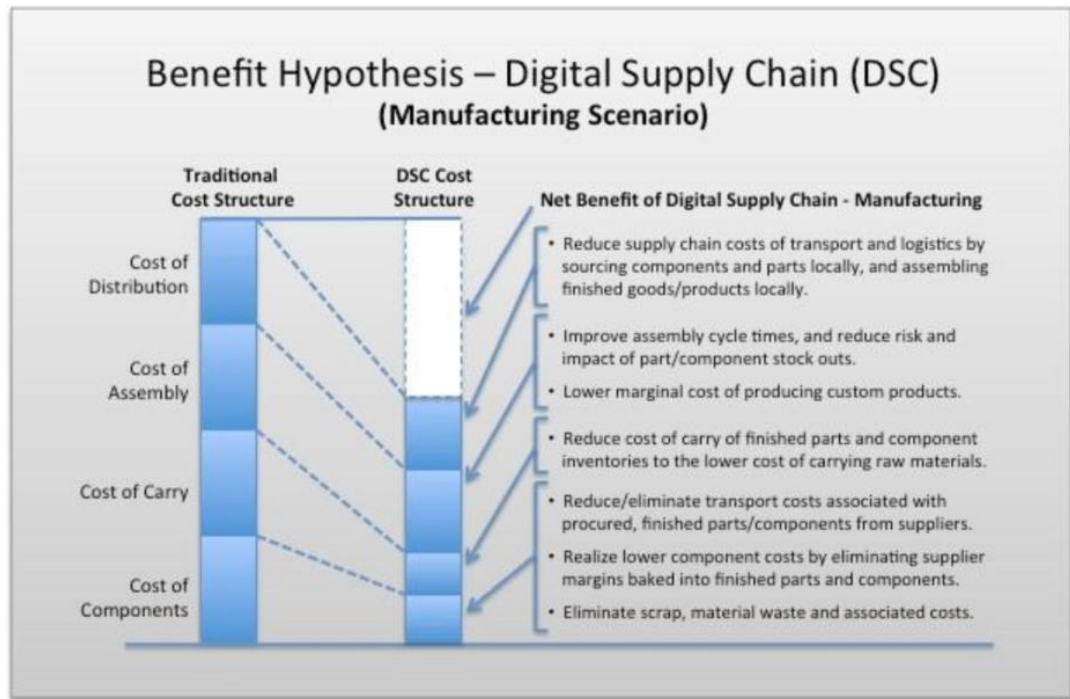 Benefit Hypothesis – Digital Supply Chain (DSC)
(Manufacturing Scenario)
Traditional
Cost Structure
DSC Cost
Structure
Net Benefit of Digital Supply Chain - Manufacturing
Cost of
Distribution
Cost of
Assembly
Cost of Carry
Cost of
Components
• Reduce supply chain costs of transport and logistics by
sourcing components and parts locally, and assembling
finished goods/products locally.
• Improve assembly cycle times, and reduce risk and
impact of part/component stock outs.
• Lower marginal cost of producing custom products.
• Reduce cost of carry of finished parts and component
inventories to the lower cost of carrying raw materials.
• Reduce/eliminate transport costs associated with
procured, finished parts/components from suppliers.
• Realize lower component costs by eliminating supplier
margins baked into finished parts and components.
• Eliminate scrap, material waste and associated costs.